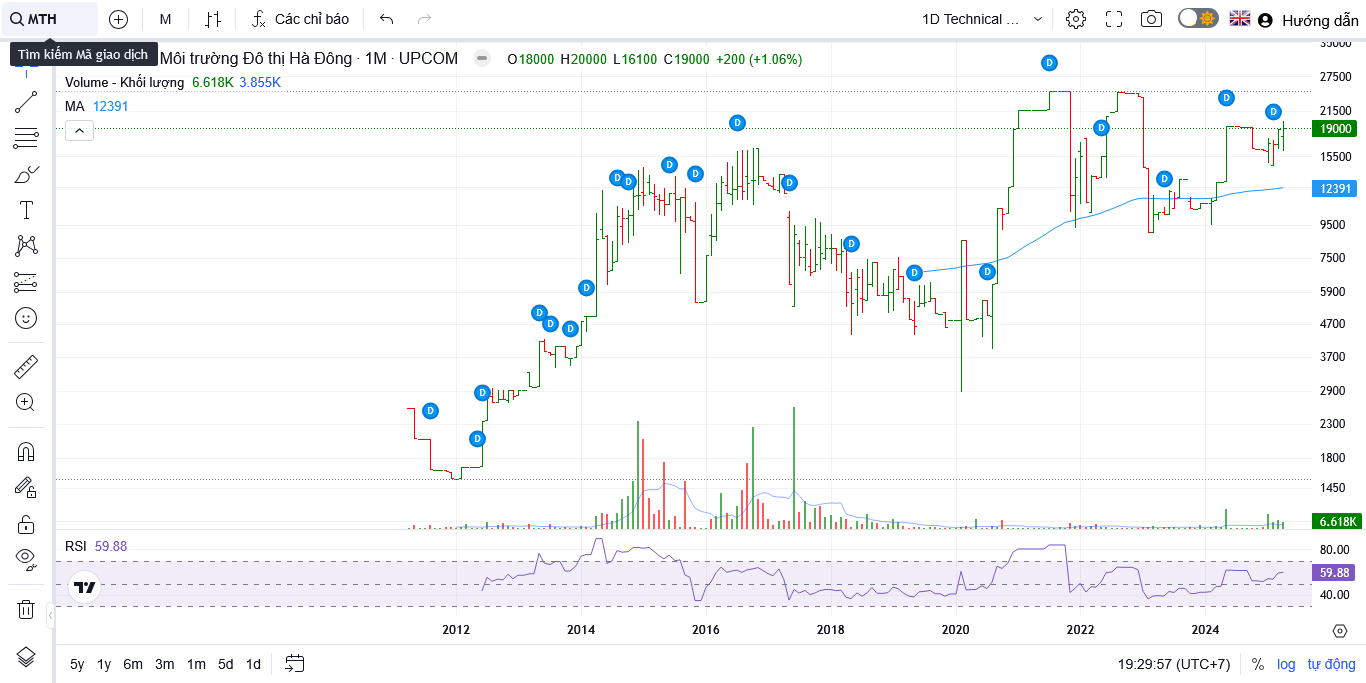 MTH M Các chỉ báo 1D Technical ... Hướng dẫn
Tìm kiếm Mã giao dịch
Môi trường Đô thị Hà Đông · 1M · UPCOM O18000 H20000 L16100 C19000 +200 (+1.06%)
Volume - Khối lượng 6.618K 3.855K
MA 12391
35000
27500
21500
19000
15500
12391
9500
7500
5900
4700
3700
2900
2300
1800
1450
6.618K
D D D D D D D D D D D D D D D D D D D D D D D
RSI 59.88
80.00
59.88
40.00
2012 2014 2016 2018 2020 2022 2024
5y 1y 6m 3m 1m 5d 1d 19:29:57 (UTC+7) % log tự động